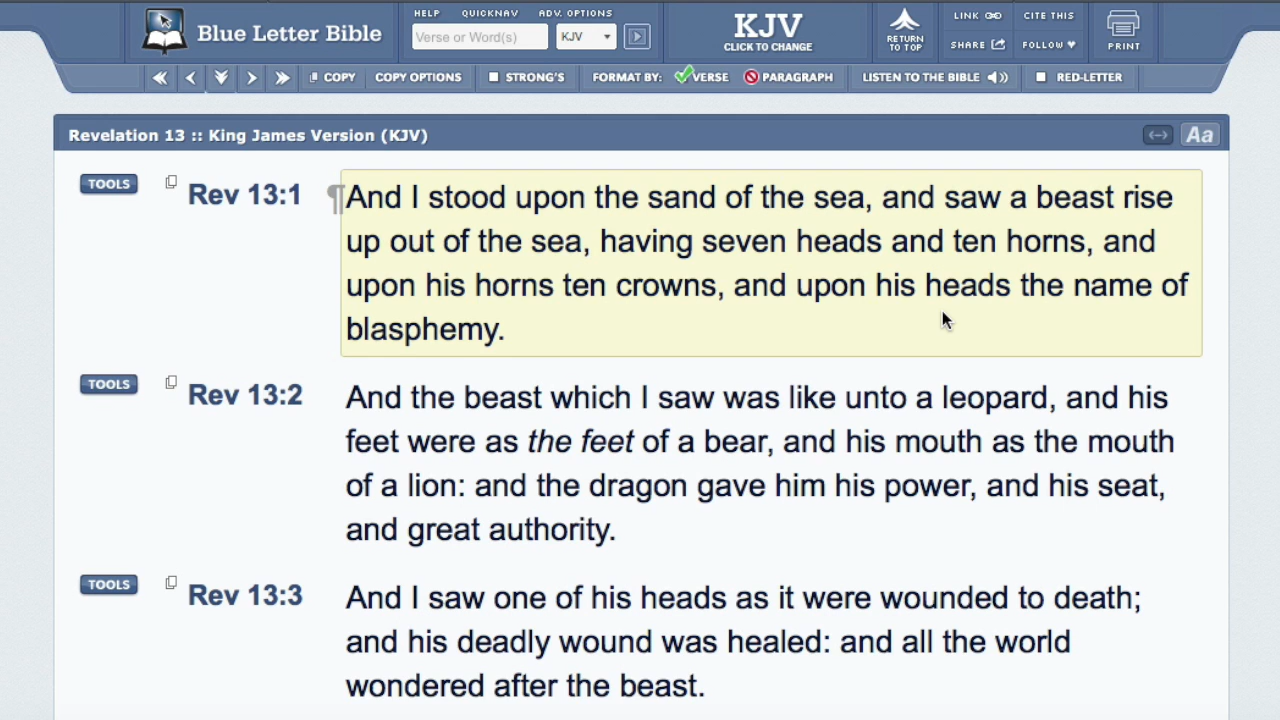 HELP QUICKNAV ADV. OPTIONS
Blue Letter Bible
Verse or Word(s) KJV
KJV
CLICK TO CHANGE
RETURN
TO TOP
LINK CITE THIS
SHARE FOLLOW
PRINT
COPY COPY OPTIONS STRONG'S FORMAT BY: VERSE PARAGRAPH LISTEN TO THE BIBLE RED-LETTER
Revelation 13 :: King James Version (KJV) Aa
TOOLS Rev 13:1 ¶And I stood upon the sand of the sea, and saw a beast rise
up out of the sea, having seven heads and ten horns, and
upon his horns ten crowns, and upon his heads the name of
blasphemy.
TOOLS Rev 13:2 And the beast which I saw was like unto a leopard, and his
feet were as the feet of a bear, and his mouth as the mouth
of a lion: and the dragon gave him his power, and his seat,
and great authority.
TOOLS Rev 13:3 And I saw one of his heads as it were wounded to death;
and his deadly wound was healed: and all the world
wondered after the beast.